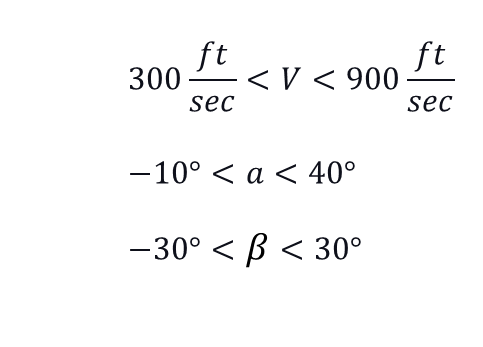 300 ft/sec < V < 900 ft/sec
−10° < a < 40°
−30° < β < 30°